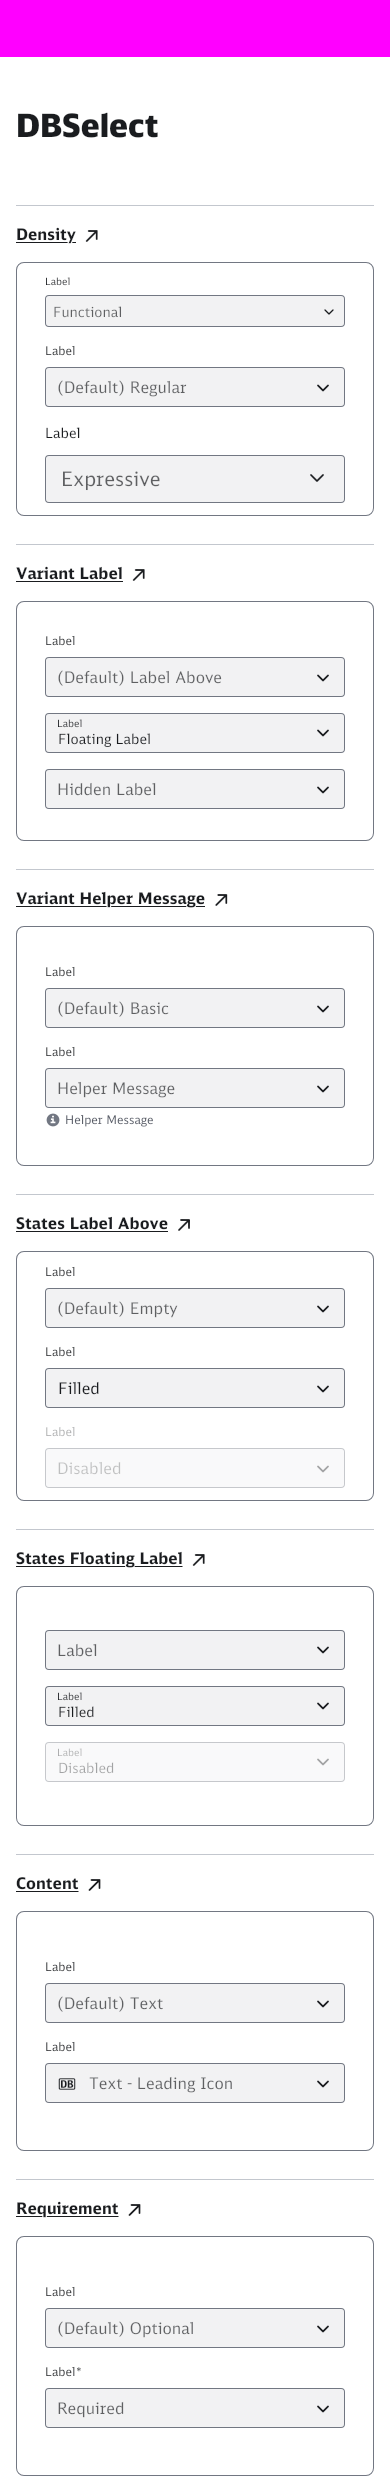 DBSelect
Density
Label
Functional
Label
(Default) Regular
Label
Expressive
Variant Label
Label
(Default) Label Above
Label
Floating Label
Hidden Label
Variant Helper Message
Label
(Default) Basic
Label
Helper Message
Helper Message
States Label Above
Label
(Default) Empty
Label
Filled
Label
Disabled
States Floating Label
Label
Label
Filled
Label
Disabled
Content
Label
(Default) Text
Label
DB Text - Leading Icon
Requirement
Label
(Default) Optional
Label*
Required